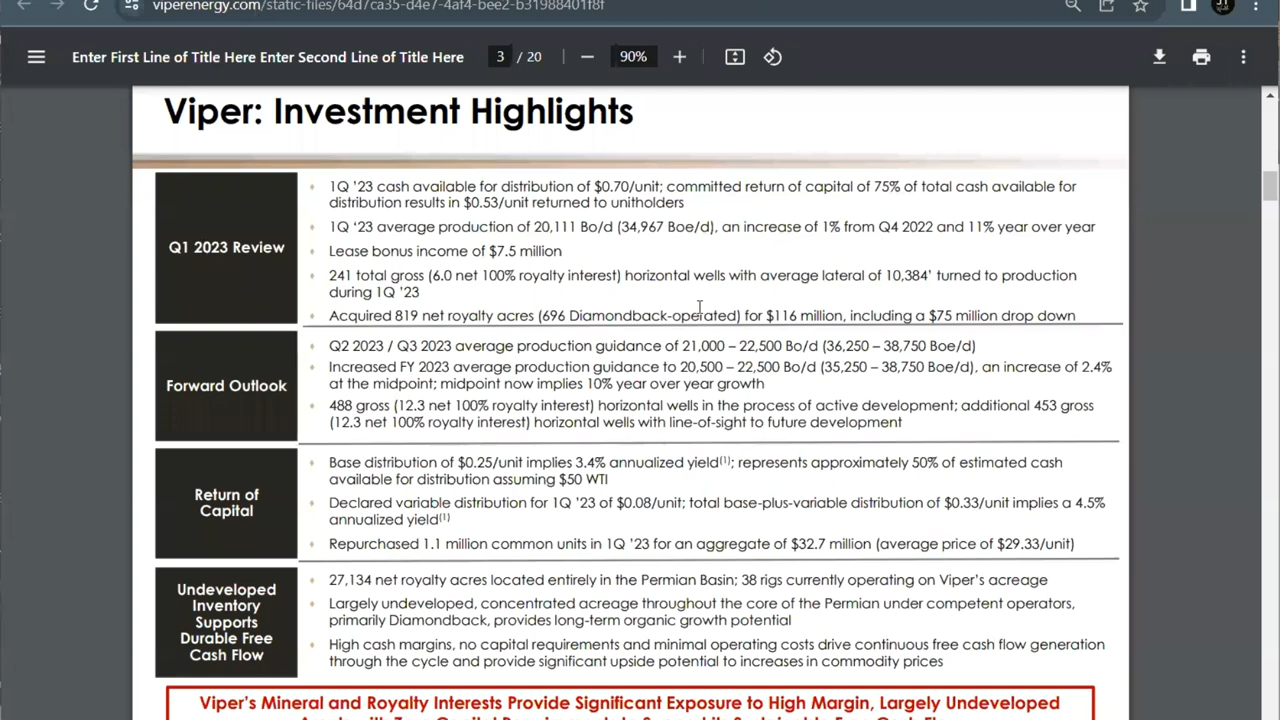 viperenergy.com/static-files/64d7ca35-d4e7-4af4-bee2-b31988401f8f
Enter First Line of Title Here Enter Second Line of Title Here
3 / 20
90%
Viper: Investment Highlights
Q1 2023 Review
1Q '23 cash available for distribution of $0.70/unit; committed return of capital of 75% of total cash available for
distribution results in $0.53/unit returned to unitholders
1Q '23 average production of 20,111 Bo/d (34,967 Boe/d), an increase of 1% from Q4 2022 and 11% year over year
Lease bonus income of $7.5 million
241 total gross (6.0 net 100% royalty interest) horizontal wells with average lateral of 10,384' turned to production
during 1Q '23
Acquired 819 net royalty acres (696 Diamondback-operated) for $116 million, including a $75 million drop down
Forward Outlook
Q2 2023 / Q3 2023 average production guidance of 21,000 – 22,500 Bo/d (36,250 – 38,750 Boe/d)
Increased FY 2023 average production guidance to 20,500 – 22,500 Bo/d (35,250 – 38,750 Boe/d), an increase of 2.4%
at the midpoint; midpoint now implies 10% year over year growth
488 gross (12.3 net 100% royalty interest) horizontal wells in the process of active development; additional 453 gross
(12.3 net 100% royalty interest) horizontal wells with line-of-sight to future development
Return of
Capital
Base distribution of $0.25/unit implies 3.4% annualized yield(1); represents approximately 50% of estimated cash
available for distribution assuming $50 WTI
Declared variable distribution for 1Q '23 of $0.08/unit; total base-plus-variable distribution of $0.33/unit implies a 4.5%
annualized yield(1)
Repurchased 1.1 million common units in 1Q '23 for an aggregate of $32.7 million (average price of $29.33/unit)
Undeveloped
Inventory
Supports
Durable Free
Cash Flow
27,134 net royalty acres located entirely in the Permian Basin; 38 rigs currently operating on Viper's acreage
Largely undeveloped, concentrated acreage throughout the core of the Permian under competent operators,
primarily Diamondback, provides long-term organic growth potential
High cash margins, no capital requirements and minimal operating costs drive continuous free cash flow generation
through the cycle and provide significant upside potential to increases in commodity prices
Viper's Mineral and Royalty Interests Provide Significant Exposure to High Margin, Largely Undeveloped